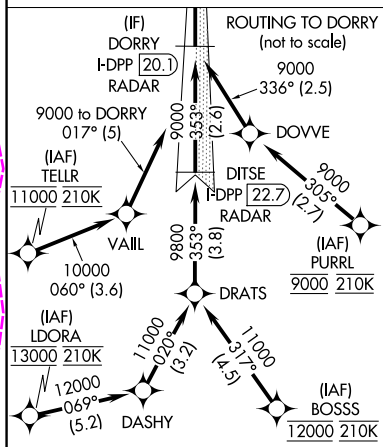 (IF)
DORRY
I-DPP 20.1
RADAR
ROUTING TO DORRY
(not to scale)
9000
336° (2.5)
9000 to DORRY
017° (5)
9000
353°
(2.6)
DOVVE
(IAF)
TELLR
11000 210K
VAIIL
10000
060° (3.6)
DITSE
I-DPP 22.7
RADAR
9000
305°
(2.7)
(IAF)
PURRL
9000 210K
9800
353°
(3.8)
DRATS
(IAF)
LDORA
13000 210K
12000
069°
(5.2)
DASHY
11000
020°
(3.2)
11000
317°
(4.5)
(IAF)
BOSSS
12000 210K